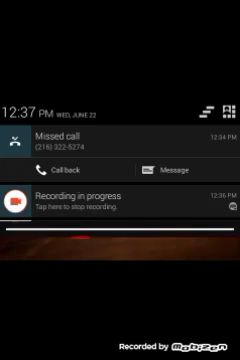 12:37 PM WED, JUNE 22
Missed call 12:34 PM
(216) 322-5274
Call back Message
Recording in progress 12:36 PM
Tap here to stop recording.
Recorded by mobizen